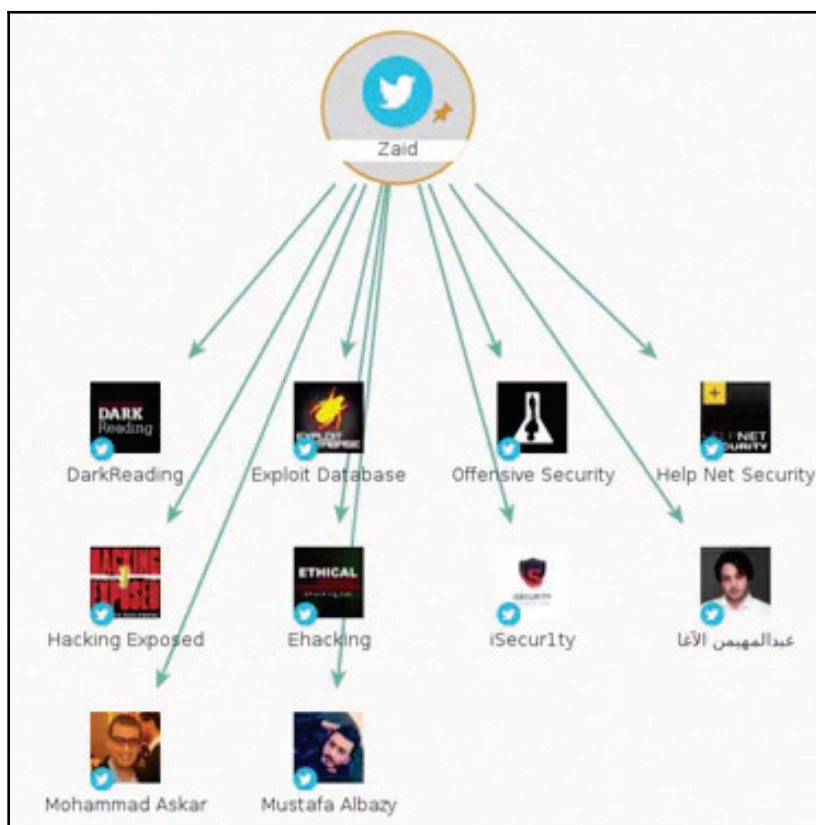 Zaid
DARK
Reading
DarkReading
EXPLOIT
Exploit Database
Offensive Security
Help Net Security
HACKING
EXPOSED
Hacking Exposed
ETHICAL
Ehacking
iSecur1ty
عبدالمهيمن الآغا
Mohammad Askar
Mustafa Albazy